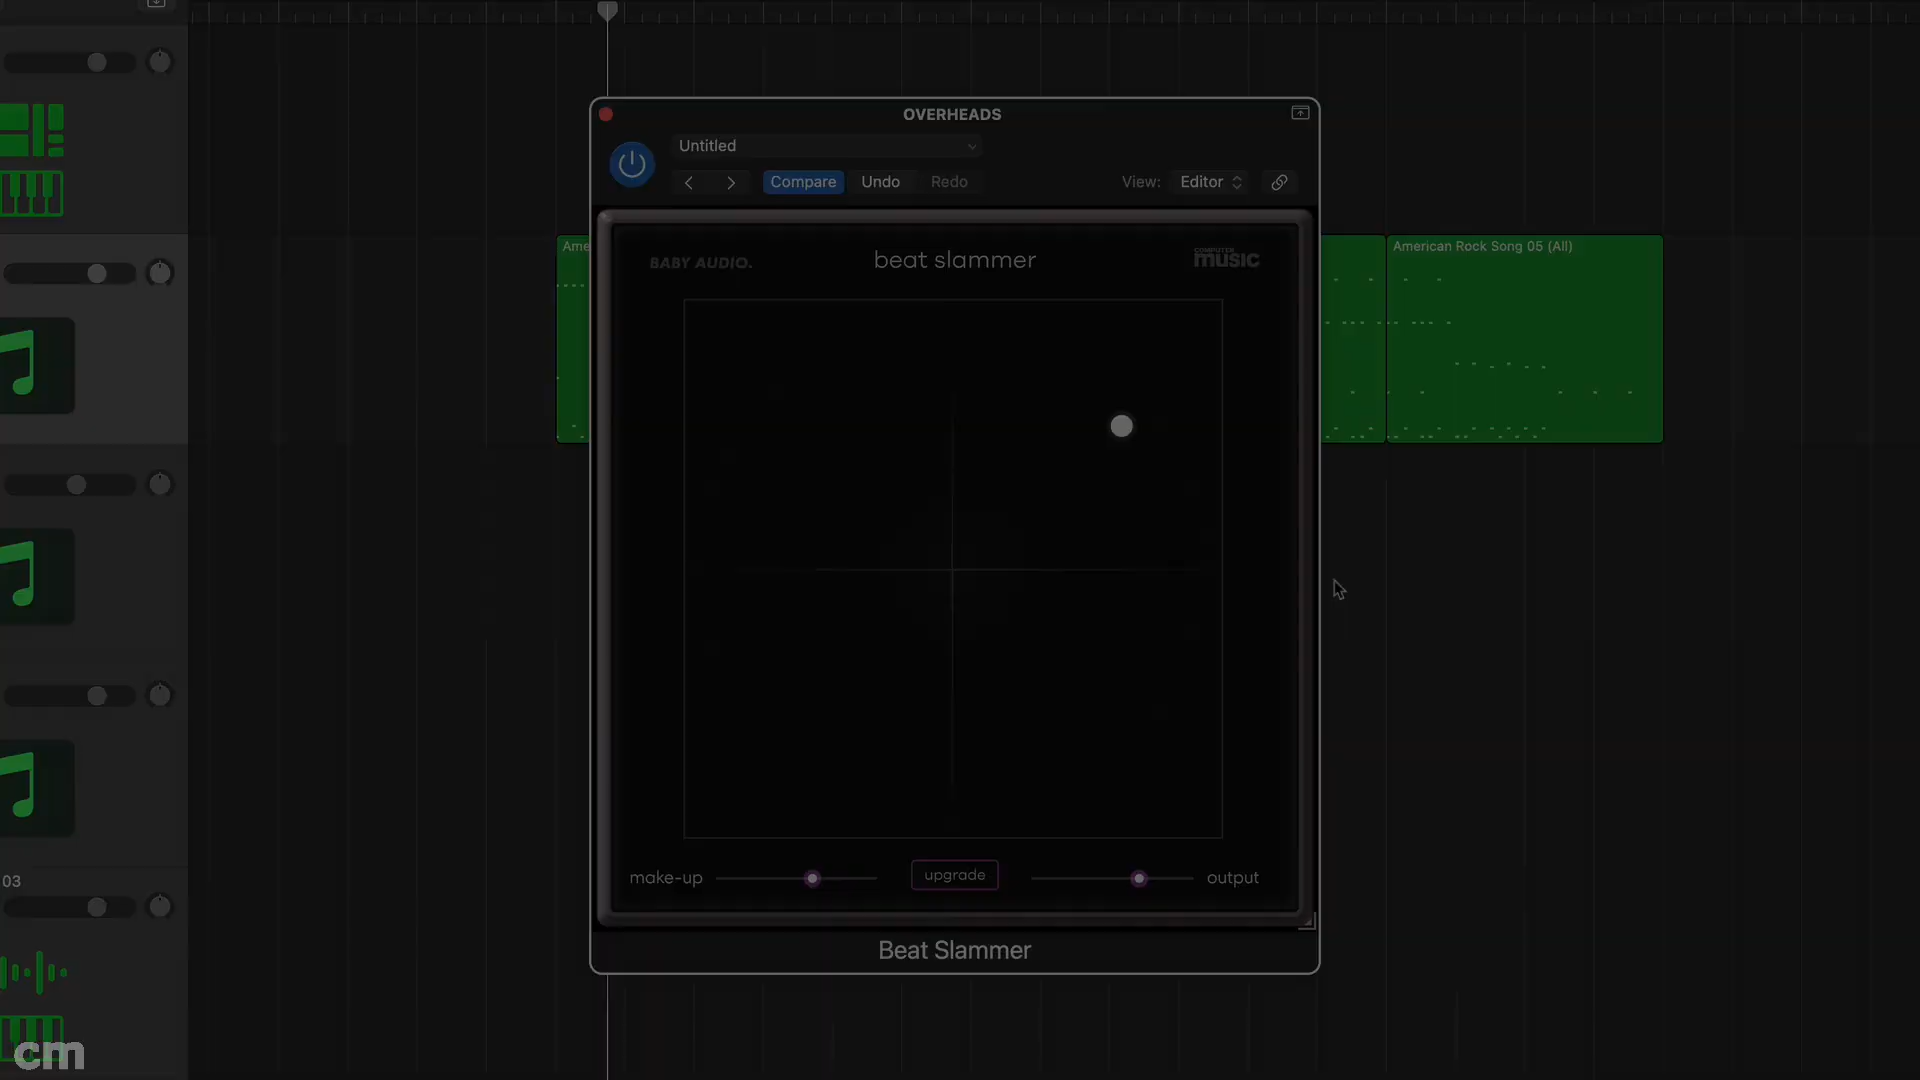 OVERHEADS
Untitled
Compare
Undo
Redo
View:
Editor
Ame
American Rock Song 05 (All)
BABY AUDIO.
beat slammer
COMPUTER
music
make-up
upgrade
output
03
Beat Slammer
cm